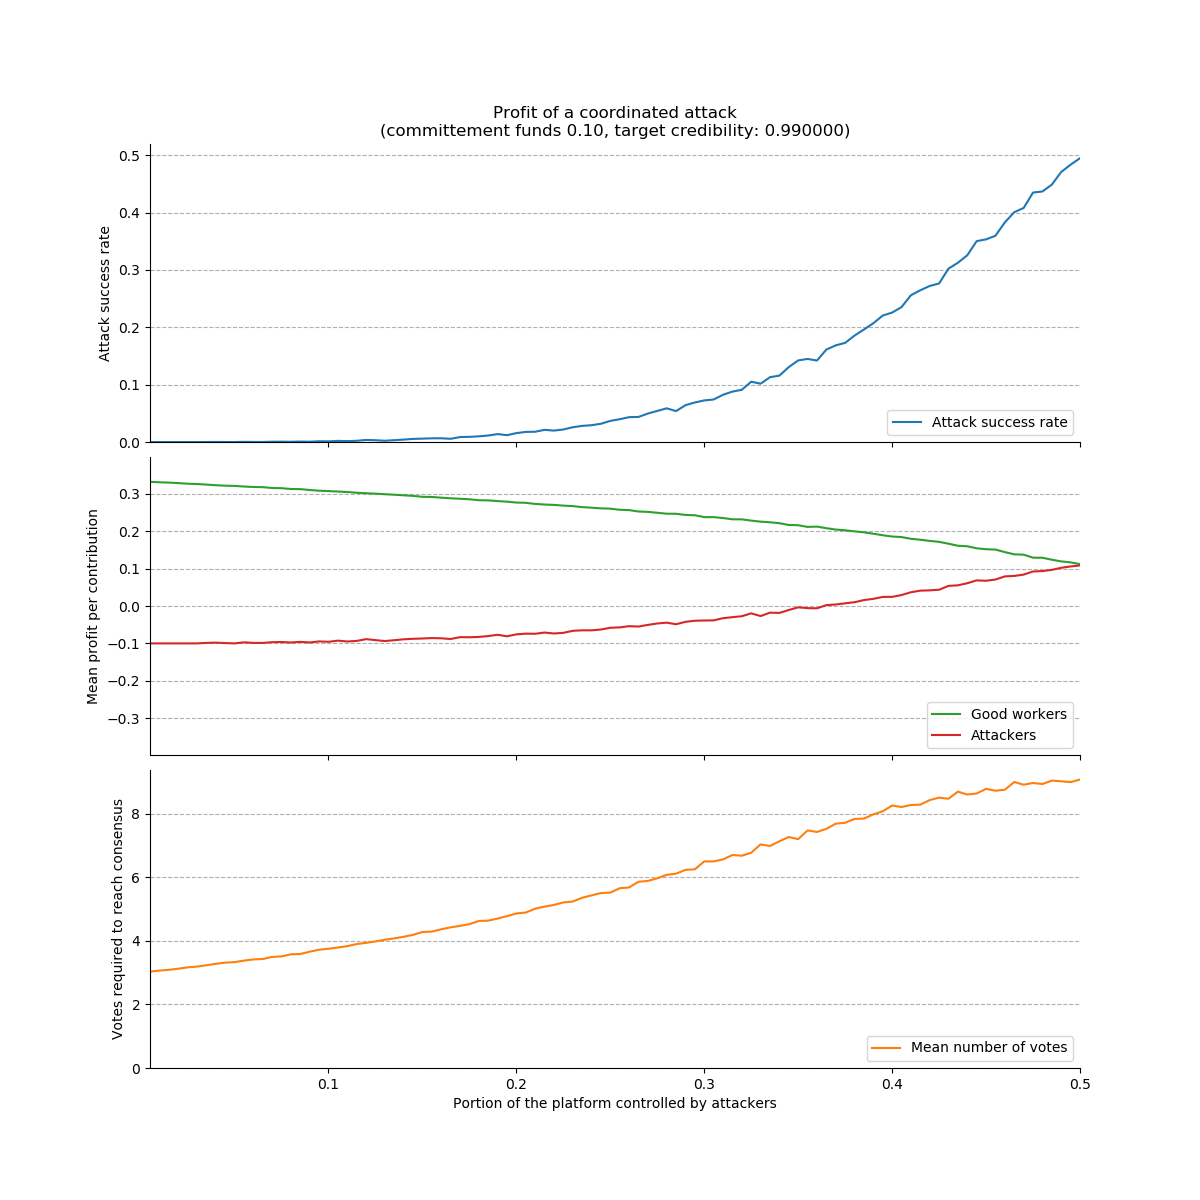 Profit of a coordinated attack
(committement funds 0.10, target credibility: 0.990000)
0.5
0.4
0.3
0.2
0.1
0.0
Attack success rate
Attack success rate
0.3
0.2
0.1
0.0
−0.1
−0.2
−0.3
Mean profit per contribution
Good workers
Attackers
8
6
4
2
0
Votes required to reach consensus
Mean number of votes
0.1
0.2
0.3
0.4
0.5
Portion of the platform controlled by attackers